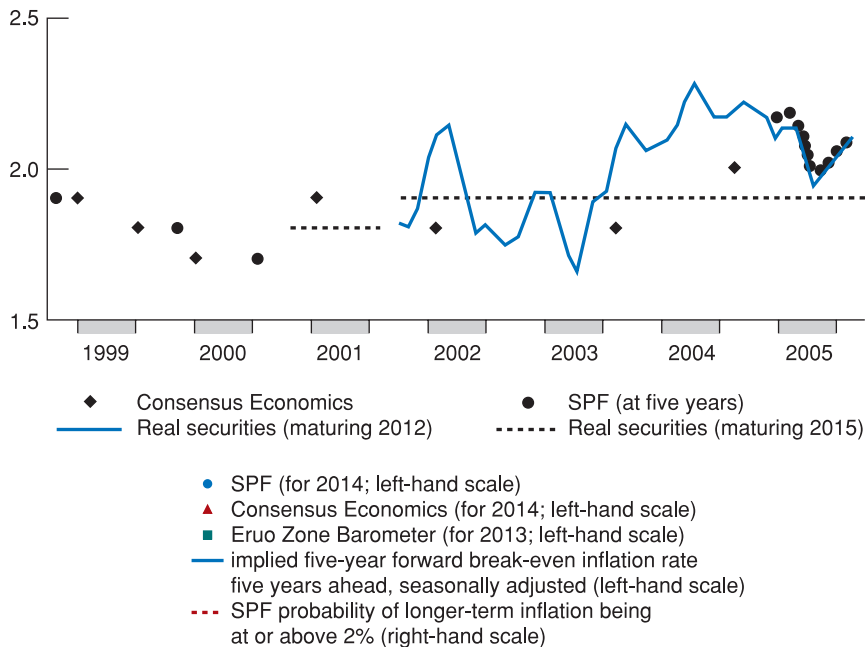 2.5
2.0
1.5
1999 2000 2001 2002 2003 2004 2005
Consensus Economics SPF (at five years)
Real securities (maturing 2012) Real securities (maturing 2015)
SPF (for 2014; left-hand scale)
Consensus Economics (for 2014; left-hand scale)
Eruo Zone Barometer (for 2013; left-hand scale)
implied five-year forward break-even inflation rate
five years ahead, seasonally adjusted (left-hand scale)
SPF probability of longer-term inflation being
at or above 2% (right-hand scale)